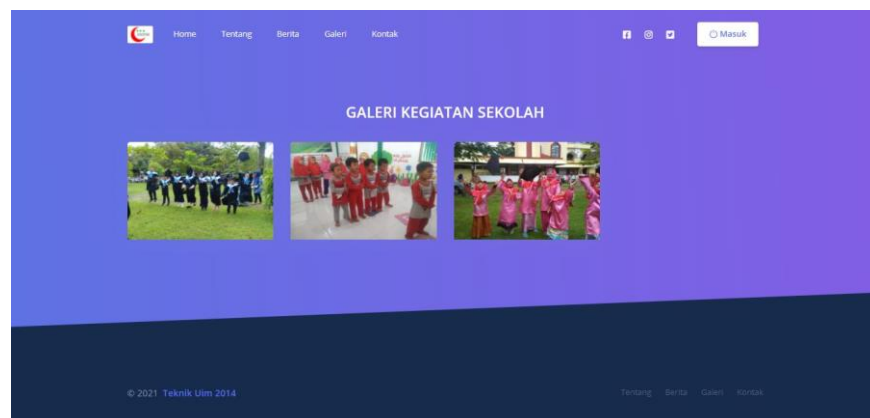 Home Tentang Berita Galeri Kontak Masuk
GALERI KEGIATAN SEKOLAH
© 2021 Teknik Uim 2014 Tentang Berita Galeri Kontak